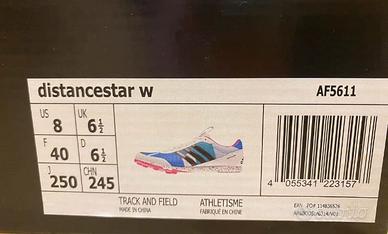 distancestar w
AF5611
US
8
UK
6½
F
40
D
6½
J
250
CHN
245
TRACK AND FIELD
MADE IN CHINA
ATHLETISME
FABRIQUÉ EN CHINE
4 055341 223157
EAN